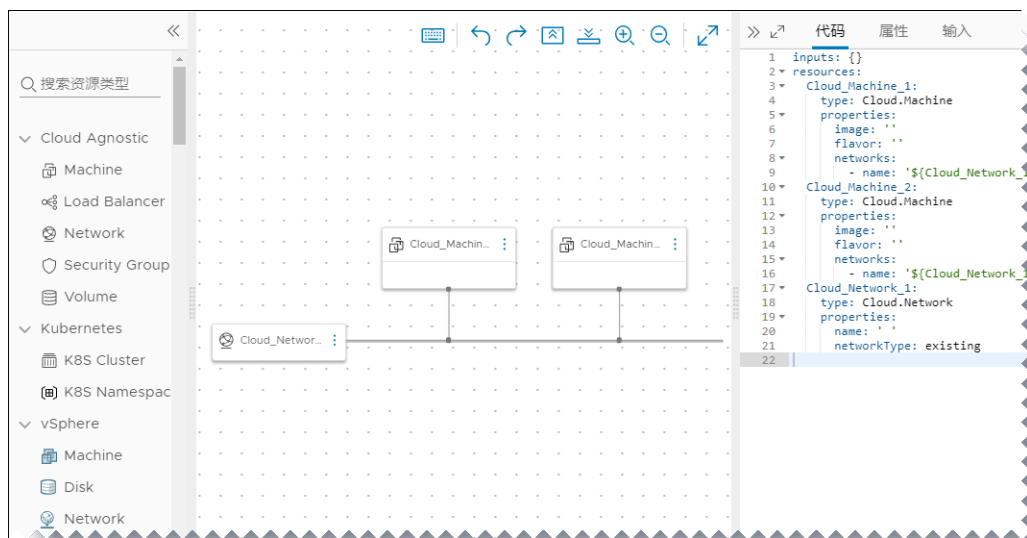 搜索资源类型
Cloud Agnostic
Machine
Load Balancer
Network
Security Group
Volume
Kubernetes
K8S Cluster
K8S Namespac
vSphere
Machine
Disk
Network
Cloud_Machin...
Cloud_Machin...
Cloud_Networ...
代码 属性 输入
1 inputs: {}
2 resources:
3 Cloud_Machine_1:
4 type: Cloud.Machine
5 properties:
6 image: ''
7 flavor: ''
8 networks:
9 - name: '${Cloud_Network_1
10 Cloud_Machine_2:
11 type: Cloud.Machine
12 properties:
13 image: ''
14 flavor: ''
15 networks:
16 - name: '${Cloud_Network_1
17 Cloud_Network_1:
18 type: Cloud.Network
19 properties:
20 name: ' '
21 networkType: existing
22